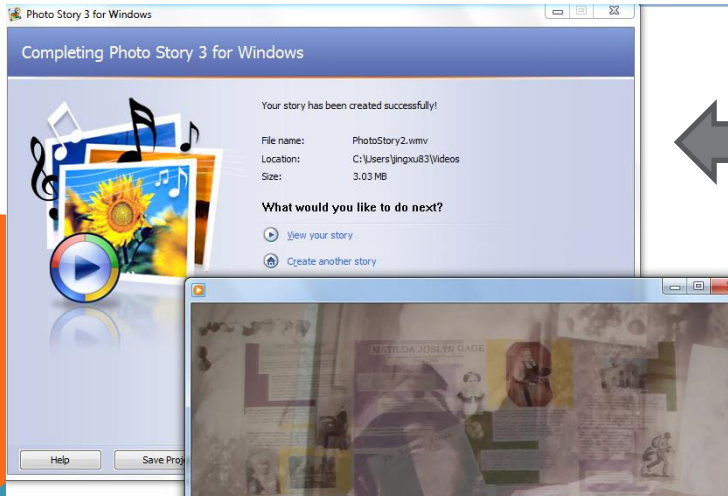 Photo Story 3 for Windows
Completing Photo Story 3 for Windows
Your story has been created successfully!
File name: PhotoStory2.wmv
Location: C:\Users\jingxu83\Videos
Size: 3.03 MB
What would you like to do next?
View your story
Create another story
Help
Save Proj
MATILDA JOSLYN GAGE